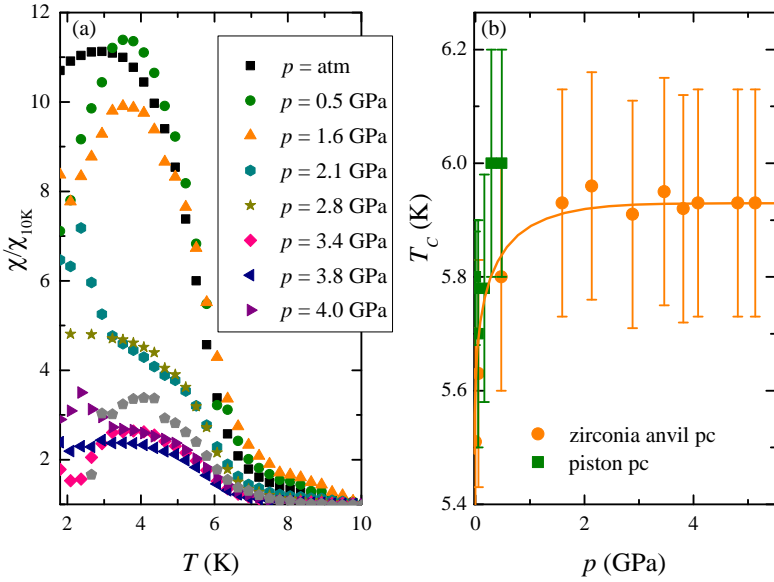 (a)
p = atm
p = 0.5 GPa
p = 1.6 GPa
p = 2.1 GPa
p = 2.8 GPa
p = 3.4 GPa
p = 3.8 GPa
p = 4.0 GPa
χ/χ10K
12
10
8
6
4
2
2 4 6 8 10
T (K)
(b)
TC (K)
6.2
6.0
5.8
5.6
5.4
zirconia anvil pc
piston pc
0 2 4
p (GPa)